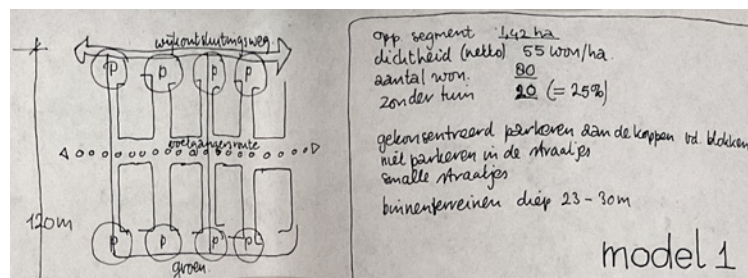 wijkontsluitingsweg
p p p p
voetgangersroute
120m
p p p p
groen.
opp. segment 1,42 ha
dichtheid (netto) 55 won/ha.
aantal won. 80
zonder tuin 20 (= 25%)
gekonsentreerd parkeren aan de koppen v.d. blokken
niet parkeren in de straatjes
smalle straatjes
binnenterreinen diep 23 - 30m
model 1